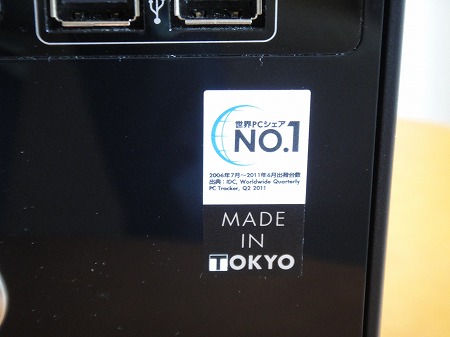 世界PCシェア
NO.1
2006年7月〜2011年6月出荷台数
出典:IDC, Worldwide Quarterly
PC Tracker, Q2 2011
MADE
IN
TOKYO